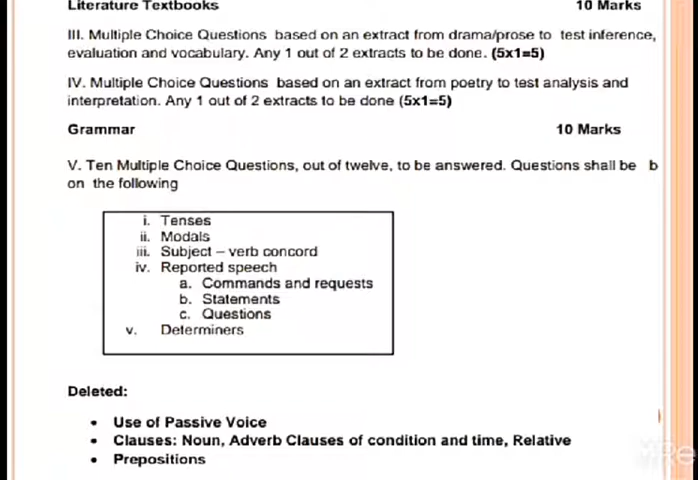 Literature Textbooks 10 Marks
III. Multiple Choice Questions based on an extract from drama/prose to test inference,
evaluation and vocabulary. Any 1 out of 2 extracts to be done. (5x1=5)
IV. Multiple Choice Questions based on an extract from poetry to test analysis and
interpretation. Any 1 out of 2 extracts to be done (5x1=5)
Grammar 10 Marks
V. Ten Multiple Choice Questions, out of twelve, to be answered. Questions shall be b
on the following
i. Tenses
ii. Modals
iii. Subject – verb concord
iv. Reported speech
a. Commands and requests
b. Statements
c. Questions
v. Determiners
Deleted:
• Use of Passive Voice
• Clauses: Noun, Adverb Clauses of condition and time, Relative
• Prepositions